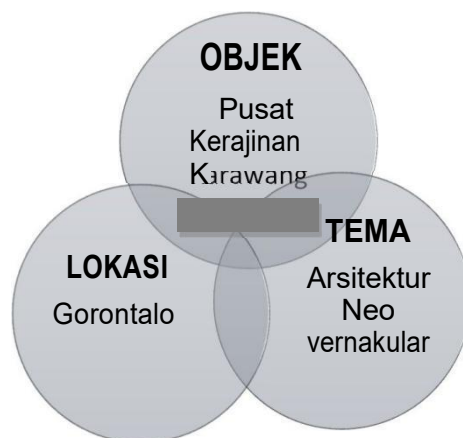 OBJEK
Pusat
Kerajinan
Karawang
LOKASI
Gorontalo
TEMA
Arsitektur
Neo
vernakular